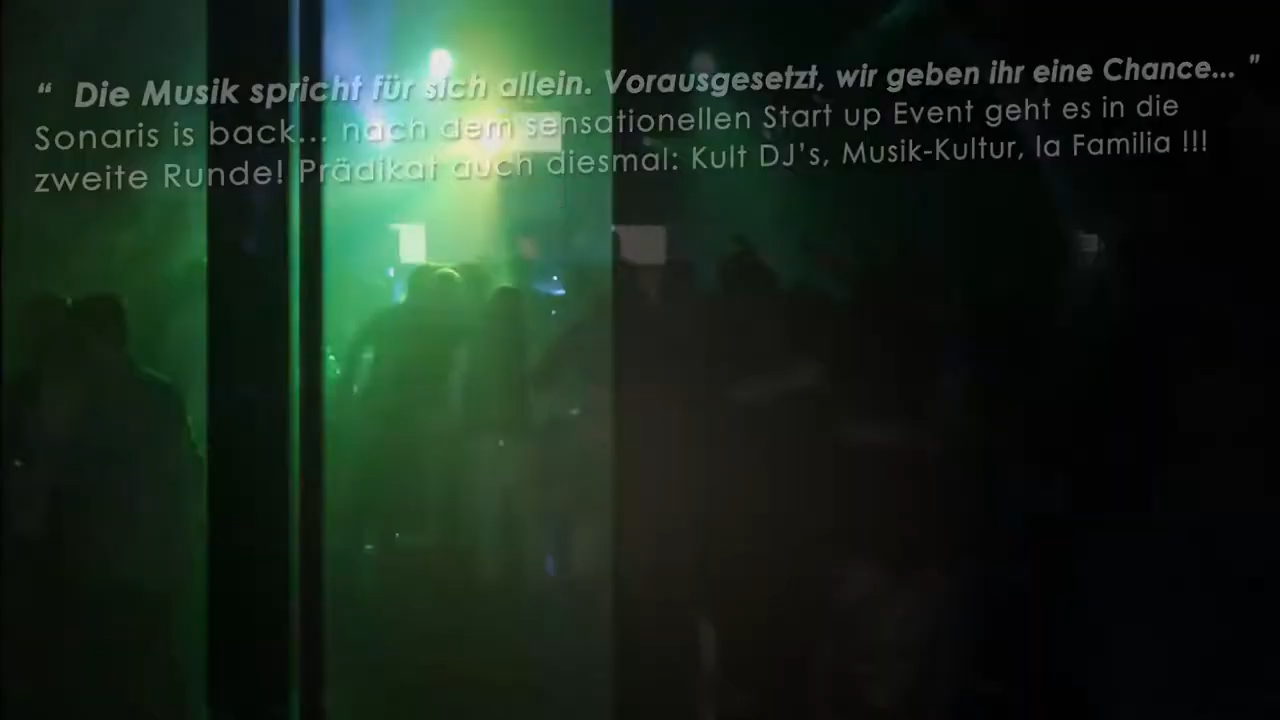 “ Die Musik spricht für sich allein. Vorausgesetzt, wir geben ihr eine Chance... ”
Sonaris is back... nach dem sensationellen Start up Event geht es in die
zweite Runde! Prädikat auch diesmal: Kult DJ's, Musik-Kultur, la Familia !!!